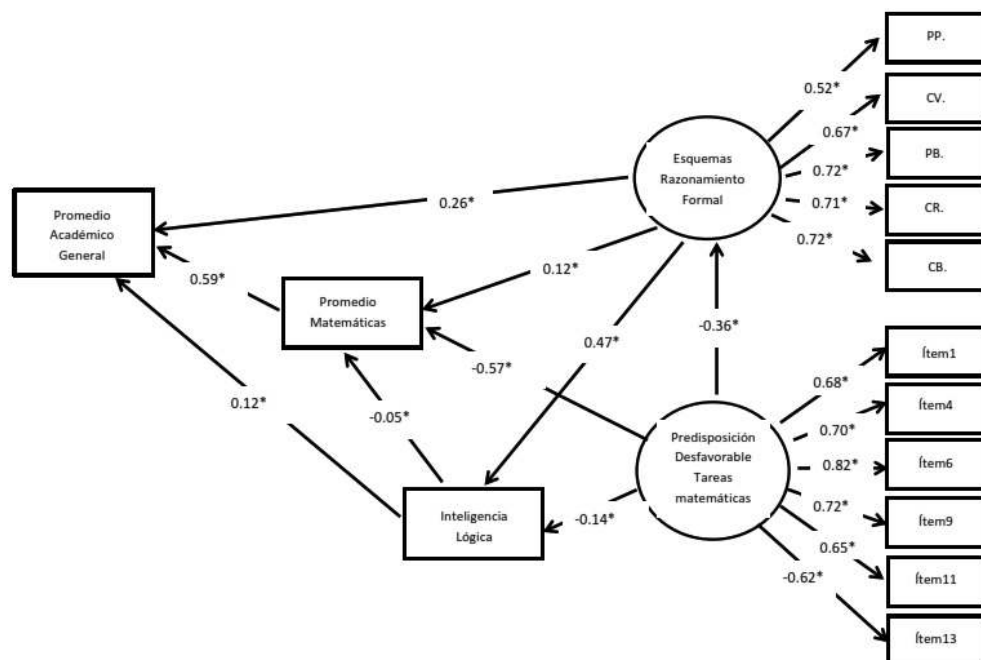 PP.
0.52*
CV.
0.67*
Esquemas
Razonamiento
Formal
PB.
0.72*
0.71*
CR.
0.72*
CB.
0.26*
Promedio
Académico
General
0.59*
0.12*
Promedio
Matemáticas
-0.36*
0.47*
-0.57*
Ítem1
0.68*
Ítem4
0.70*
0.12*
-0.05*
Predisposición
Desfavorable
Tareas
matemáticas
0.82*
Ítem6
0.72*
Ítem9
Inteligencia
Lógica
-0.14*
0.65*
Ítem11
-0.62*
Ítem13